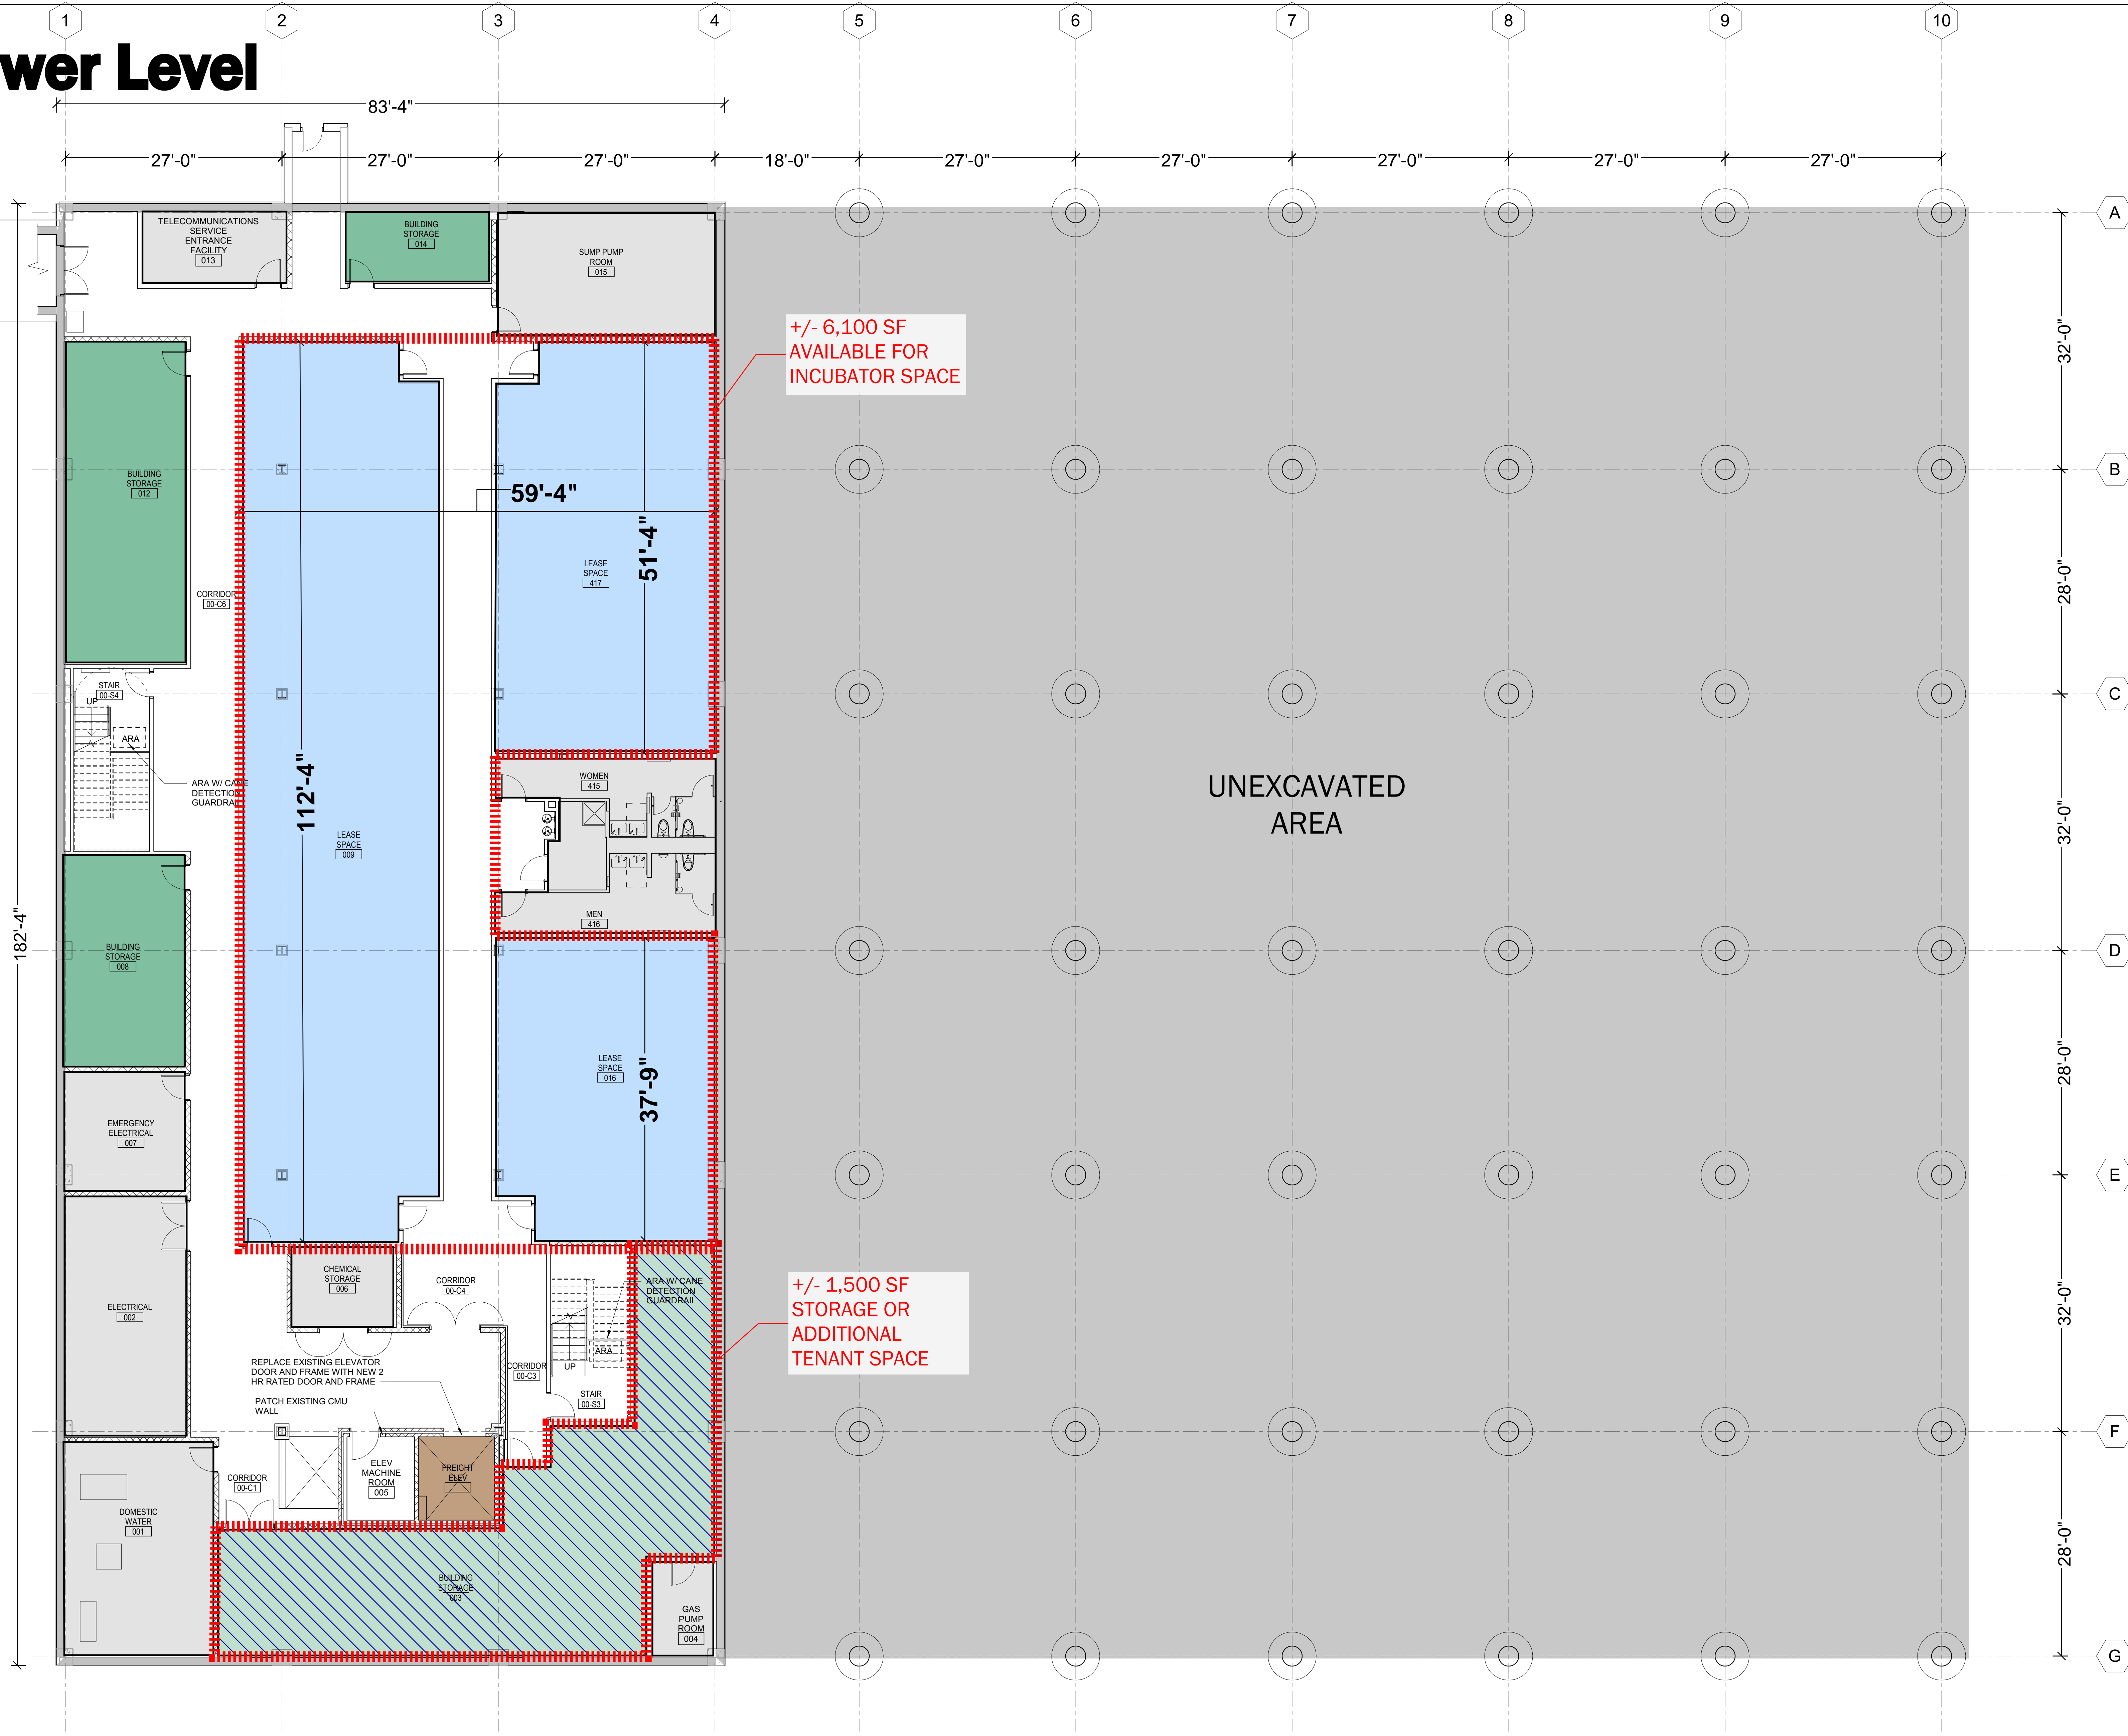 1
2
3
4
5
6
7
8
9
10
wer Level
83'-4"
27'-0"
27'-0"
27'-0"
18'-0"
27'-0"
27'-0"
27'-0"
27'-0"
27'-0"
A
B
C
D
E
F
G
32'-0"
28'-0"
32'-0"
28'-0"
32'-0"
28'-0"
182'-4"
TELECOMMUNICATIONS
SERVICE
ENTRANCE
FACILITY
013
BUILDING
STORAGE
014
SUMP PUMP
ROOM
015
+/- 6,100 SF
AVAILABLE FOR
INCUBATOR SPACE
BUILDING
STORAGE
012
59'-4"
51'-4"
LEASE
SPACE
417
CORRIDOR
00-C6
STAIR
00-S4
UP
ARA
ARA W/ CANE
DETECTION
GUARDRAIL
112'-4"
LEASE
SPACE
009
WOMEN
415
MEN
416
UNEXCAVATED
AREA
BUILDING
STORAGE
008
LEASE
SPACE
016
37'-9"
EMERGENCY
ELECTRICAL
007
ELECTRICAL
002
CHEMICAL
STORAGE
006
CORRIDOR
00-C4
ARA W/ CANE
DETECTION
GUARDRAIL
+/- 1,500 SF
STORAGE OR
ADDITIONAL
TENANT SPACE
REPLACE EXISTING ELEVATOR
DOOR AND FRAME WITH NEW 2
HR RATED DOOR AND FRAME
PATCH EXISTING CMU
WALL
CORRIDOR
00-C3
UP
ARA
STAIR
00-S3
ELEV
MACHINE
ROOM
005
FREIGHT
ELEV
CORRIDOR
00-C1
DOMESTIC
WATER
001
BUILDING
STORAGE
003
GAS
PUMP
ROOM
004